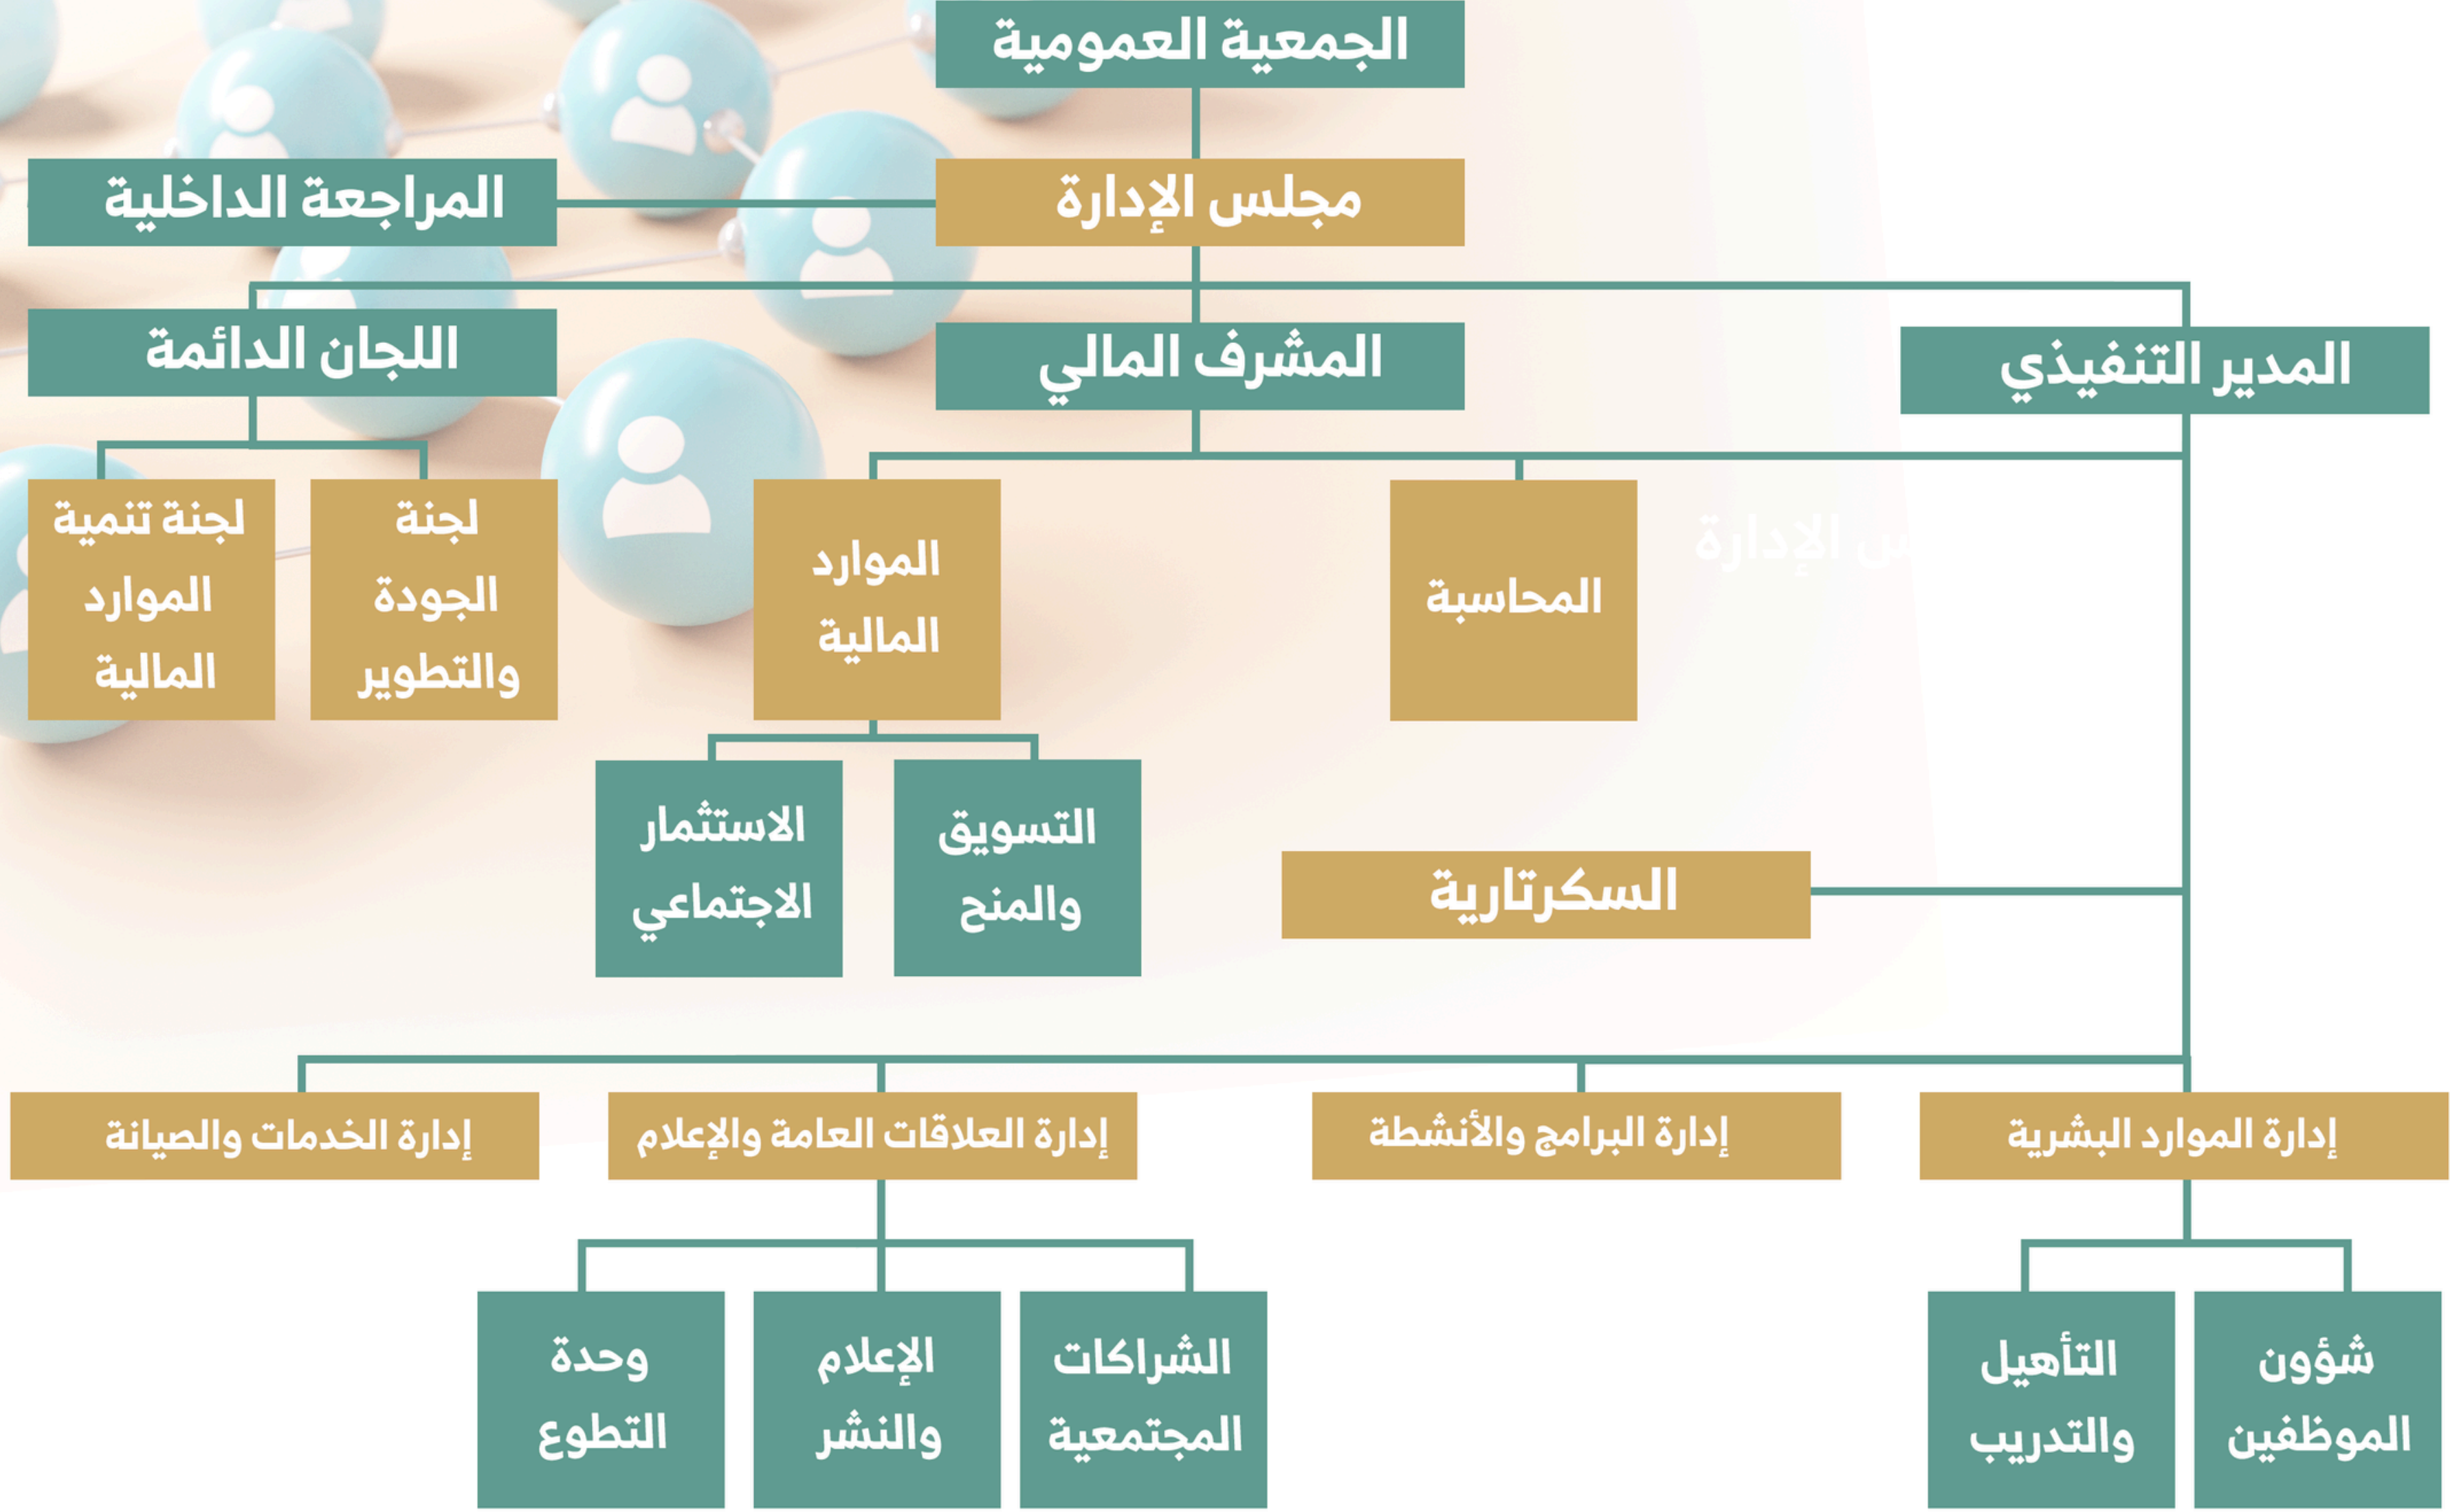 الجمعية العمومية
مجلس الإدارة
المراجعة الداخلية
المدير التنفيذي
المشرف المالي
اللجان الدائمة
المحاسبة
الموارد
المالية
لجنة
الجودة
والتطوير
لجنة تنمية
الموارد
المالية
س الإدارة
التسويق
والمنح
الاستثمار
الاجتماعي
السكرتارية
إدارة الموارد البشرية
إدارة البرامج والأنشطة
إدارة العلاقات العامة والإعلام
إدارة الخدمات والصيانة
شؤون
الموظفين
التأهيل
والتدريب
الشراكات
المجتمعية
الإعلام
والنشر
وحدة
التطوع